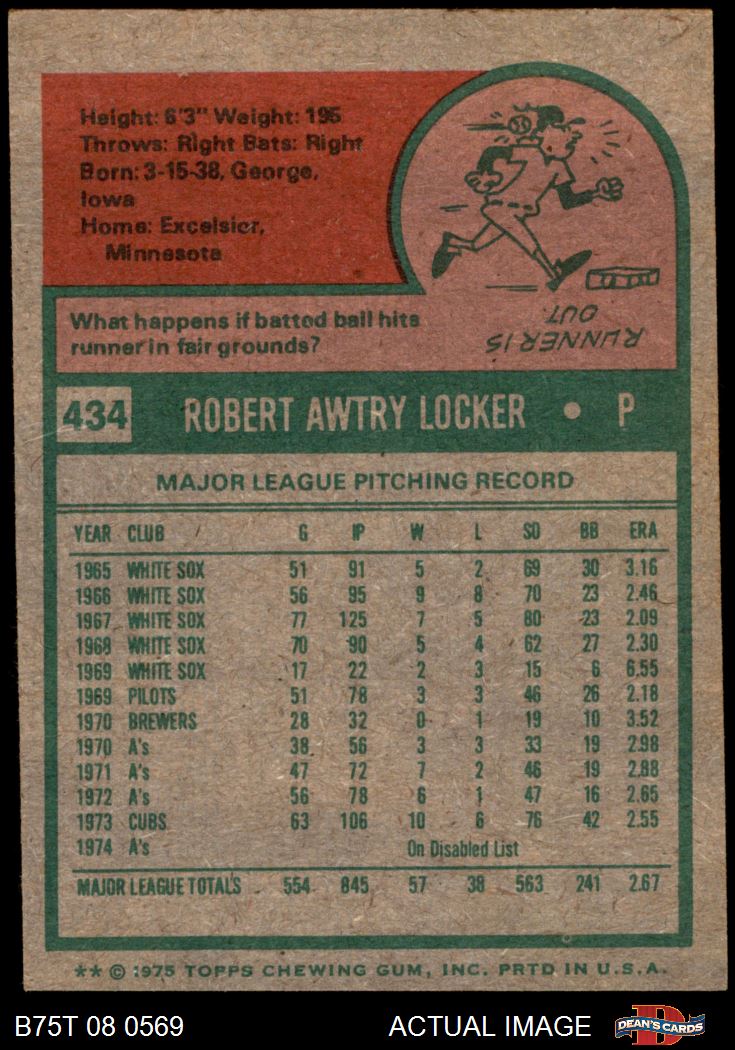 Height: 6'3" Weight: 195
Throws: Right Bats: Right
Born: 3-15-38, George,
Iowa
Home: Excelsior,
Minnesota
What happens if batted ball hits
runner in fair grounds?
RUNNER IS
OUT.
434 ROBERT AWTRY LOCKER • P
MAJOR LEAGUE PITCHING RECORD
YEAR CLUB G IP W L SO BB ERA
1965 WHITE SOX 51 91 5 2 69 30 3.16
1966 WHITE SOX 56 95 9 8 70 23 2.46
1967 WHITE SOX 77 125 7 5 80 23 2.09
1968 WHITE SOX 70 90 5 4 62 27 2.30
1969 WHITE SOX 17 22 2 3 15 6 6.55
1969 PILOTS 51 78 3 3 46 26 2.18
1970 BREWERS 28 32 0 1 19 10 3.52
1970 A's 38 56 3 3 33 19 2.98
1971 A's 47 72 7 2 46 19 2.88
1972 A's 56 78 6 1 47 16 2.65
1973 CUBS 63 106 10 6 76 42 2.55
1974 A's On Disabled List
MAJOR LEAGUE TOTALS 554 845 57 38 563 241 2.67
** © 1975 TOPPS CHEWING GUM, INC. PRTD IN U.S.A.
B75T 08 0569 ACTUAL IMAGE DEAN'S CARDS